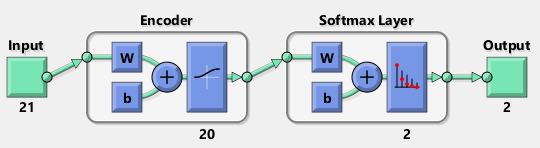 Encoder Softmax Layer
Input Output
W W
b b
21 2
20 2